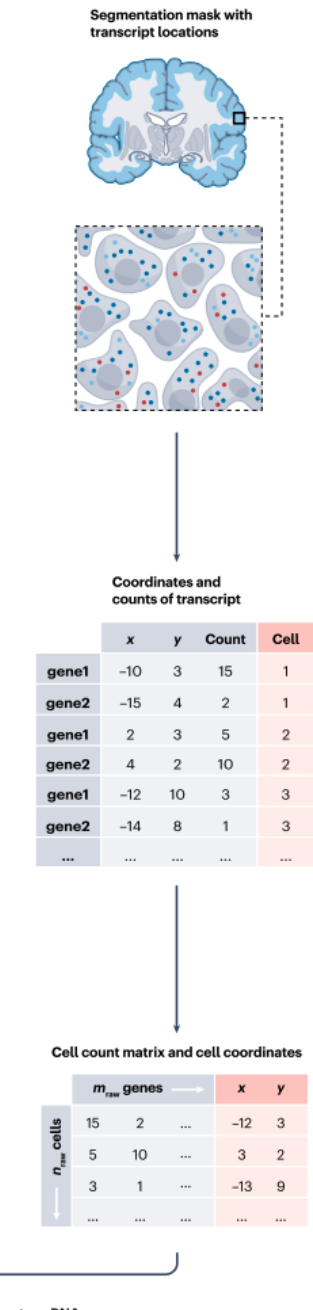 Segmentation mask with
transcript locations
Coordinates and
counts of transcript
x y Count Cell
gene1 –10 3 15 1
gene2 –15 4 2 1
gene1 2 3 5 2
gene2 4 2 10 2
gene1 –12 10 3 3
gene2 –14 8 1 3
... ... ... ... ...
Cell count matrix and cell coordinates
m raw genes x y
n raw cells
15 2 ... –12 3
5 10 ... 3 2
3 1 ... –13 9
... ... ... ... ...